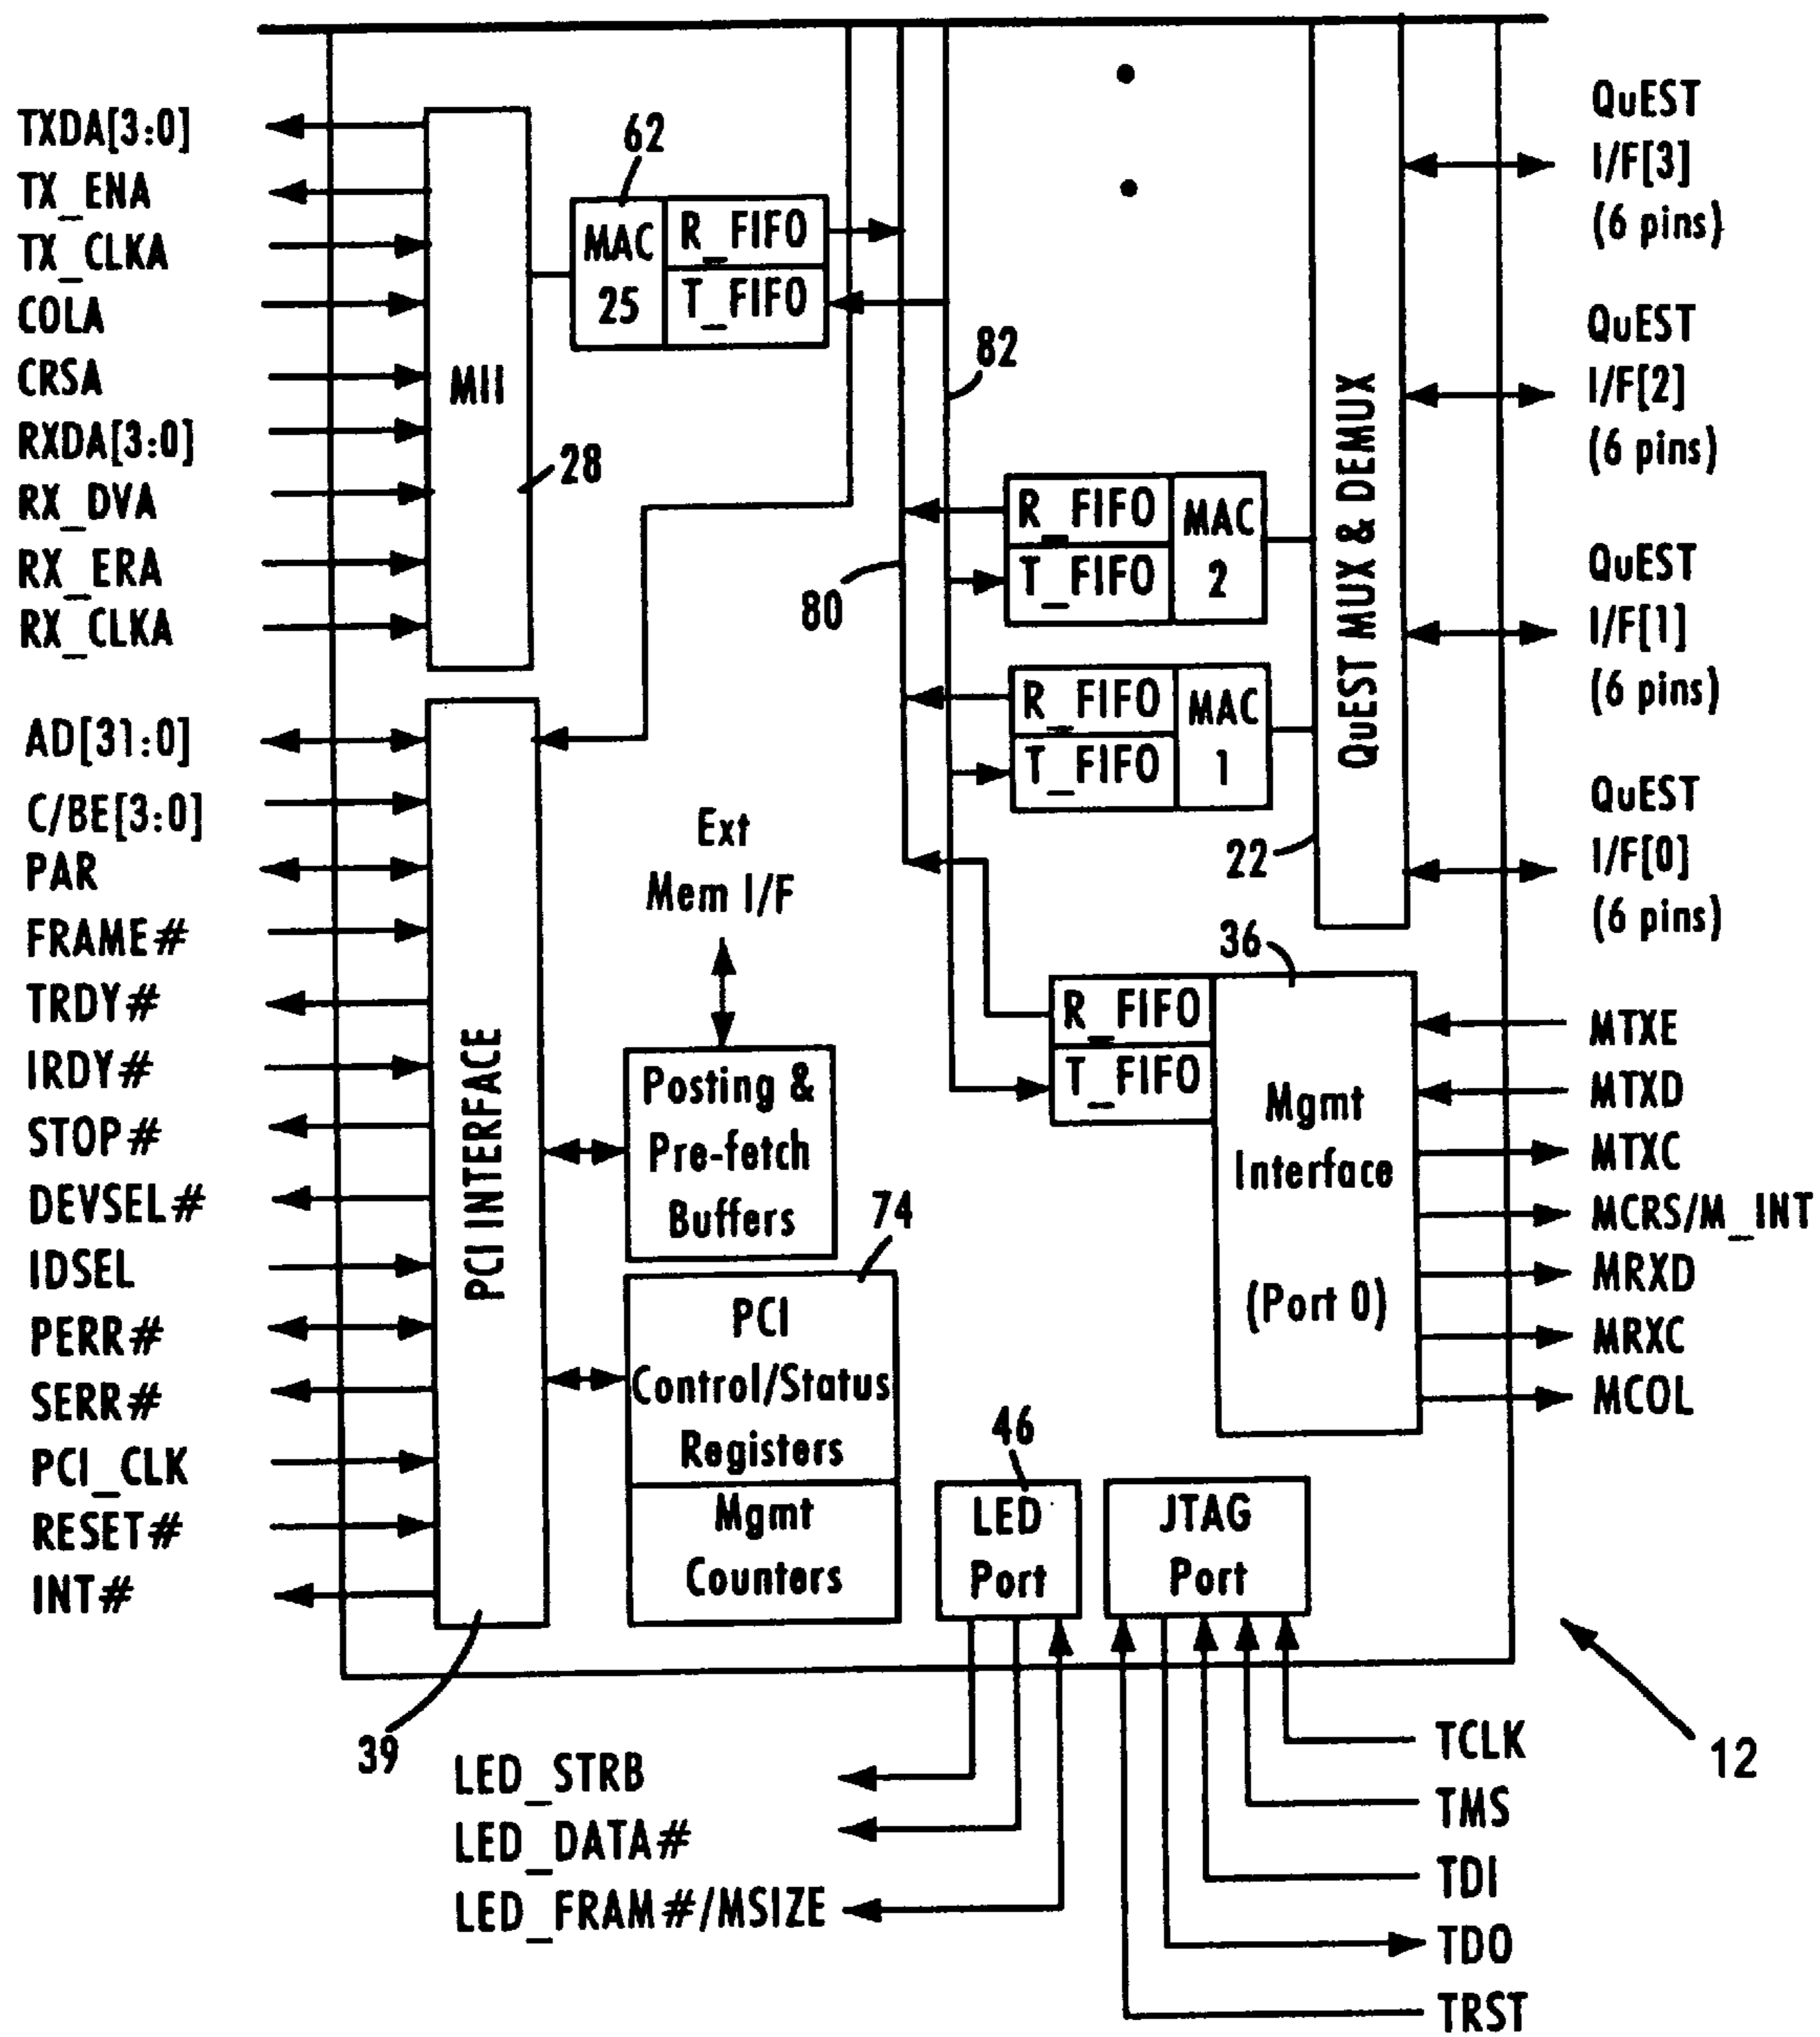 TXDA[3:0]
TX_ENA
TX_CLKA
COLA
CRSA
RXDA[3:0]
RX_DVA
RX_ERA
RX_CLKA
MII
28
62
MAC
25
R_FIFO
T_FIFO
82
80
R_FIFO
T_FIFO
MAC
2
R_FIFO
T_FIFO
MAC
1
QuEST MUX & DEMUX
22
QuEST
I/F[3]
(6 pins)
QuEST
I/F[2]
(6 pins)
QuEST
I/F[1]
(6 pins)
QuEST
I/F[0]
(6 pins)
AD[31:0]
C/BE[3:0]
PAR
FRAME#
TRDY#
IRDY#
STOP#
DEVSEL#
IDSEL
PERR#
SERR#
PCI_CLK
RESET#
INT#
PCI INTERFACE
39
Ext
Mem I/F
Posting &
Pre-fetch
Buffers
74
PCI
Control/Status
Registers
Mgmt
Counters
36
R_FIFO
T_FIFO
Mgmt
Interface
(Port 0)
MTXE
MTXD
MTXC
MCRS/M_INT
MRXD
MRXC
MCOL
46
LED
Port
JTAG
Port
LED_STRB
LED_DATA#
LED_FRAM#/MSIZE
TCLK
TMS
TDI
TDO
TRST
12